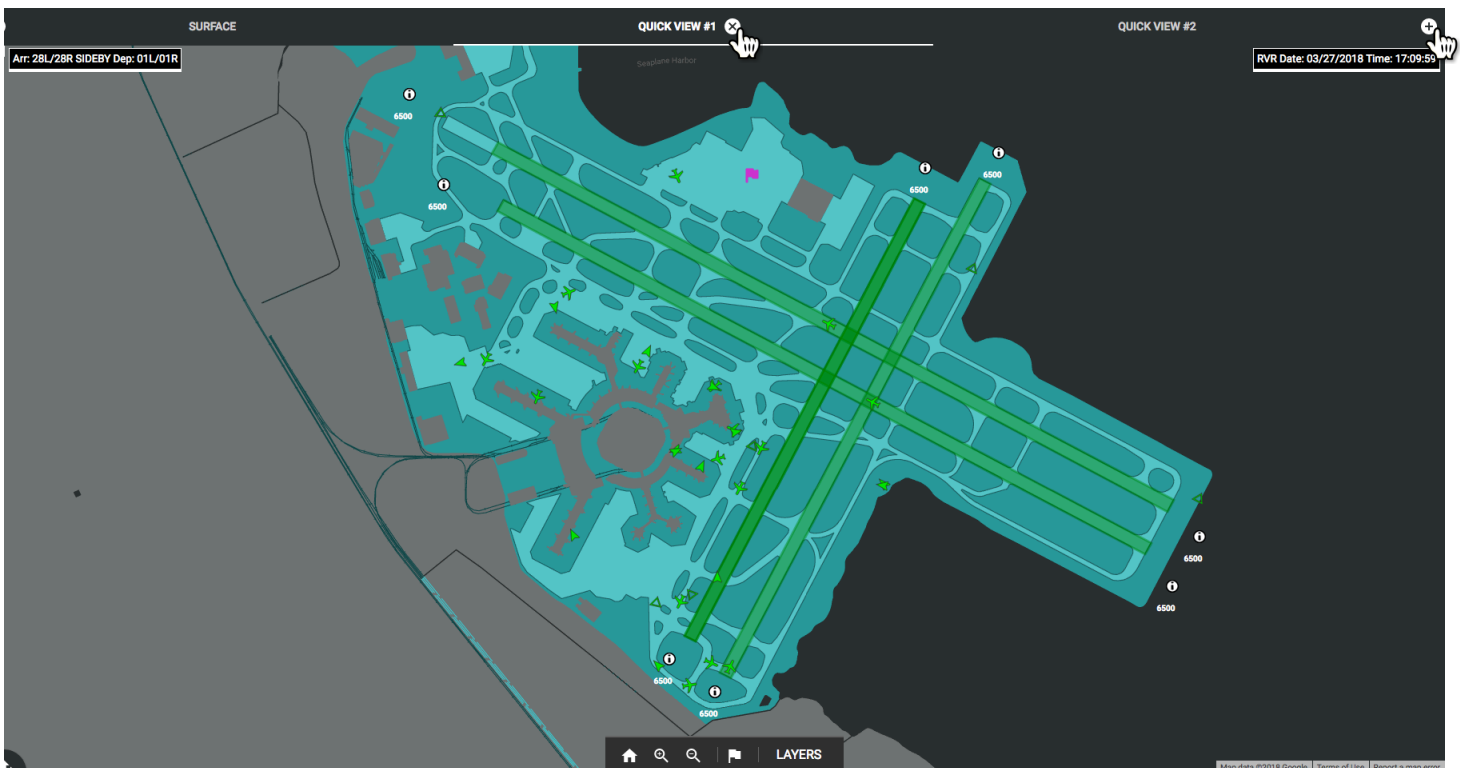 SURFACE
QUICK VIEW #1
QUICK VIEW #2
Arr: 28L/28R SIDEBY Dep: 01L/01R
Seaplane Harbor
RVR Date: 03/27/2018 Time: 17:09:59
6500
6500
6500
6500
6500
6500
6500
6500
LAYERS
Map data ©2018 Google
Terms of Use
Report a map error